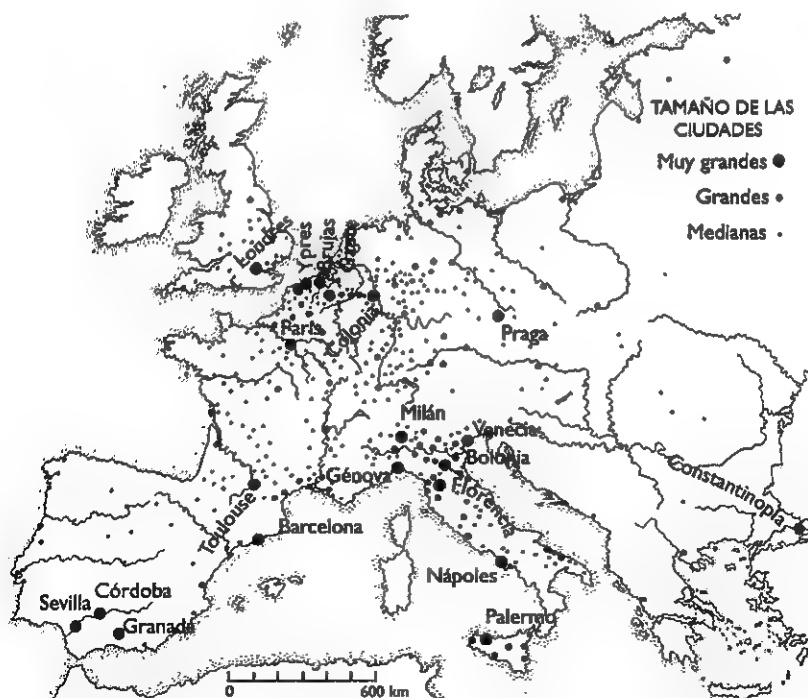 TAMAÑO DE LAS
CIUDADES
Muy grandes
Grandes
Medianas
Londres
Ypres
Brujas
París
Colonia
Praga
Milán
Venecia
Bolonia
Génova
Florencia
Toulouse
Barcelona
Constantinopla
Nápoles
Córdoba
Sevilla
Granada
Palermo
0
600 km